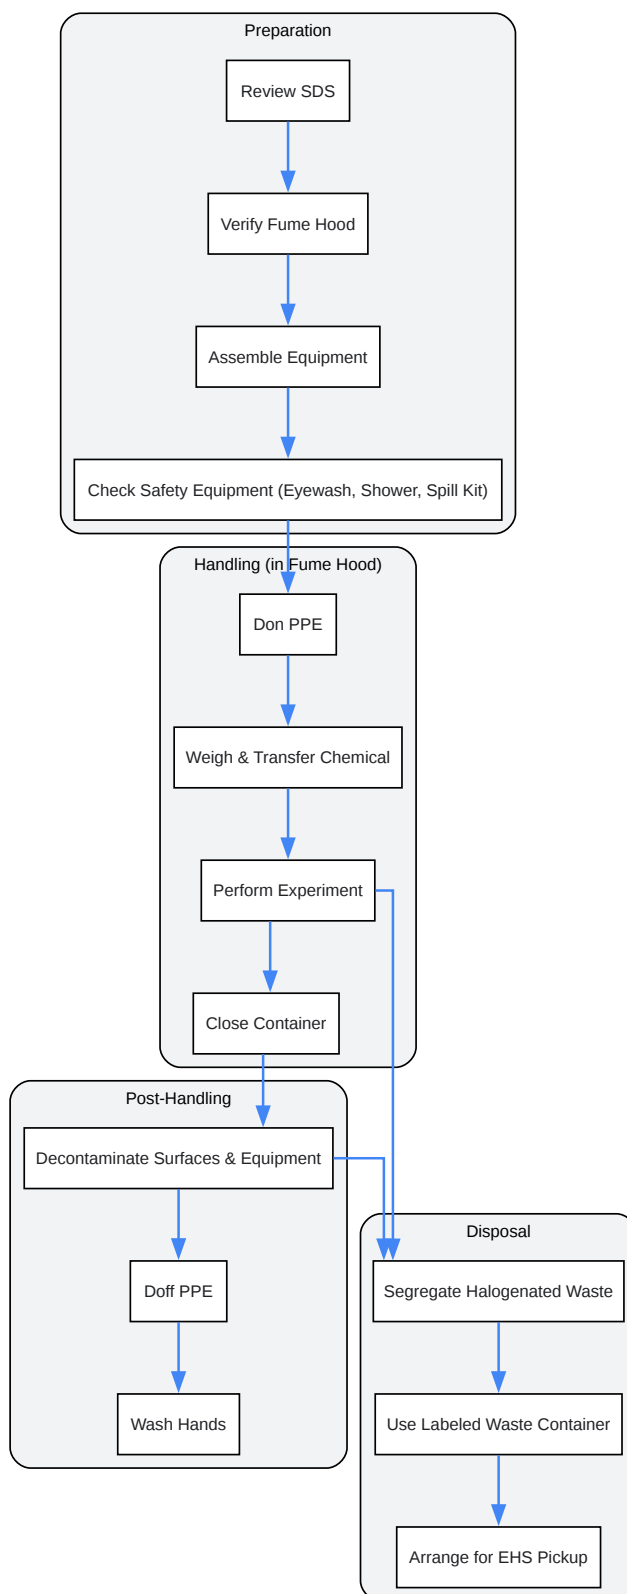 Preparation
Review SDS
Verify Fume Hood
Assemble Equipment
Check Safety Equipment (Eyewash, Shower, Spill Kit)
Handling (in Fume Hood)
Don PPE
Weigh & Transfer Chemical
Perform Experiment
Close Container
Post-Handling
Decontaminate Surfaces & Equipment
Doff PPE
Wash Hands
Disposal
Segregate Halogenated Waste
Use Labeled Waste Container
Arrange for EHS Pickup